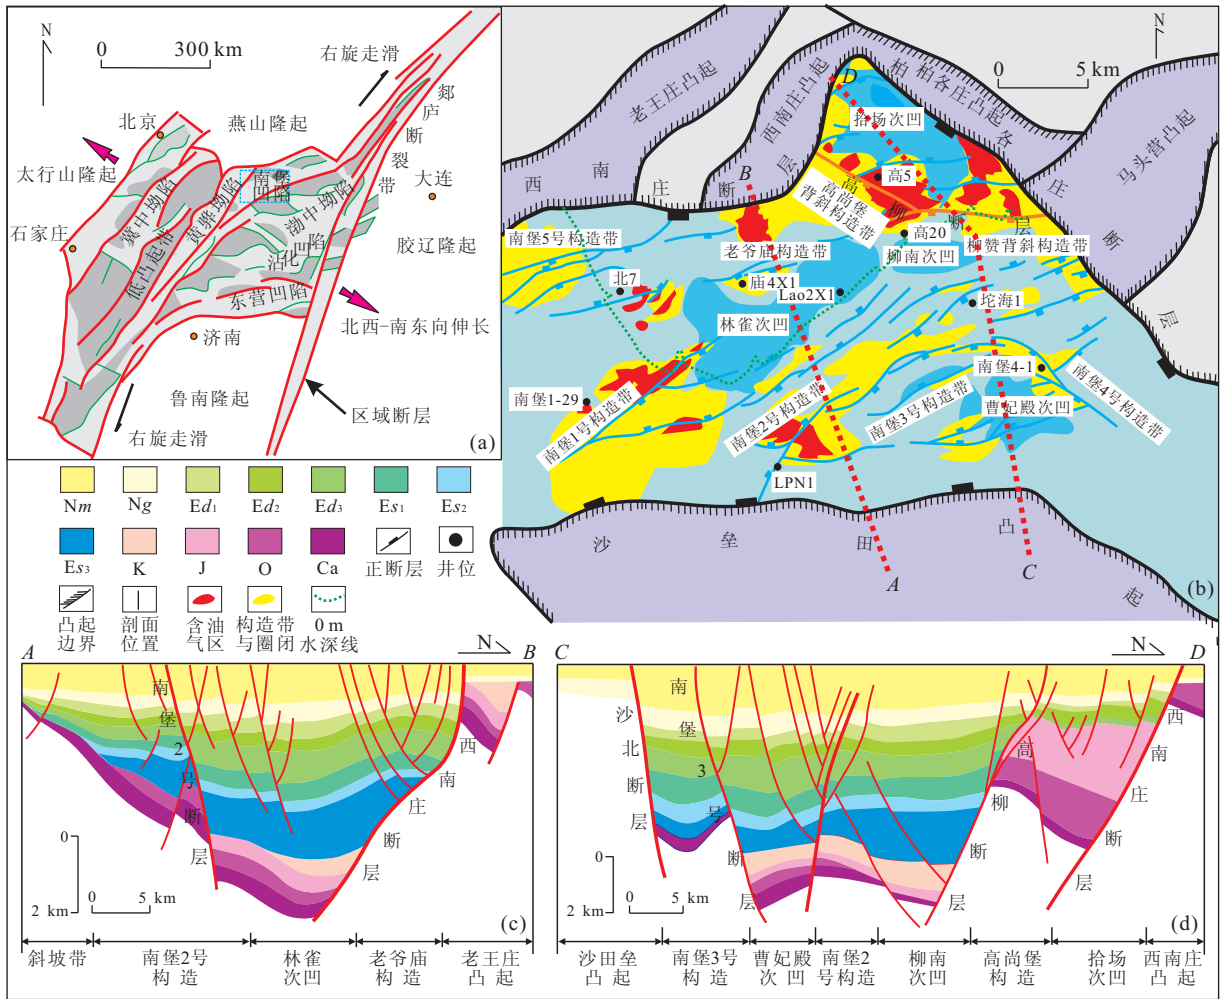 N
0 300 km
右旋走滑
郯庐断裂带
北京
燕山隆起
太行山隆起
大连
南堡凹陷
冀中坳陷
黄骅坳陷
渤中坳陷
石家庄
低凸起带
沾化凹陷
胶辽隆起
东营凹陷
北西-南东向伸长
济南
鲁南隆起
区域断层
右旋走滑
(a)
N
0 5 km
老王庄凸起
西南庄凸起
柏各庄凸起
马头营凸起
D
拾场次凹
西南庄断层
柏各庄断层
B
高5
高尚堡背斜构造带
高柳断层
南堡5号构造带
老爷庙构造带
高20
柳南次凹
柳赞背斜构造带
北7
庙4X1
Lao2X1
坨海1
林雀次凹
南堡4-1
南堡1-29
南堡1号构造带
南堡2号构造带
南堡3号构造带
曹妃殿次凹
南堡4号构造带
LPN1
沙垒田凸起
A
C
(b)
Nm Ng Ed1 Ed2 Ed3 Es1 Es2
Es3 K J O Ca 正断层 井位
凸起边界 剖面位置 含油气区 构造带与圈闭 0 m水深线
A
N
B
南堡2号断层
西南庄断层
0
2 km
0 5 km
(c)
斜坡带
南堡2号构造
林雀次凹
老爷庙构造
老王庄凸起
C
N
D
沙北断层
南堡3号断层
高柳断层
西南庄断层
0
2 km
0 5 km
(d)
沙田垒凸起
南堡3号构造
曹妃殿次凹
南堡2号构造
柳南次凹
高尚堡构造
拾场次凹
西南庄凸起